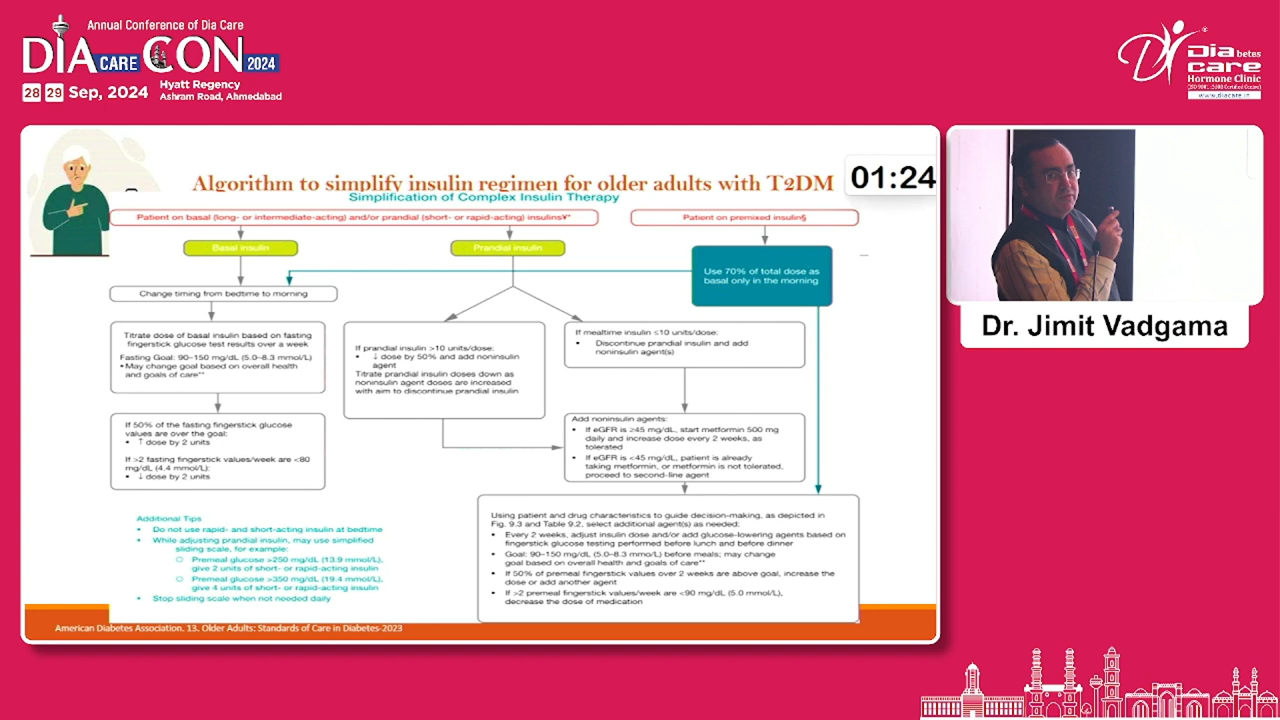 Annual Conference of Dia Care
DIA CARE CON 2024
28 29 Sep, 2024
Hyatt Regency
Ashram Road, Ahmedabad
Diabetes
care
Hormone Clinic
(ISO 9001:2008 Certified Centre)
www.diacare.in
Algorithm to simplify insulin regimen for older adults with T2DM
01:24
Simplification of Complex Insulin Therapy
Patient on basal (long- or intermediate-acting) and/or prandial (short- or rapid-acting) insulins¥*
Patient on premixed insulin§
Basal insulin
Prandial insulin
Use 70% of total dose as
basal only in the morning
Change timing from bedtime to morning
Titrate dose of basal insulin based on fasting
fingerstick glucose test results over a week
Fasting Goal: 90–150 mg/dL (5.0–8.3 mmol/L)
• May change goal based on overall health
and goals of care**
If 50% of the fasting fingerstick glucose
values are over the goal:
• ↑ dose by 2 units
If >2 fasting fingerstick values/week are <80
mg/dL (4.4 mmol/L):
• ↓ dose by 2 units
If prandial insulin >10 units/dose:
• ↓ dose by 50% and add noninsulin
agent
Titrate prandial insulin doses down as
noninsulin agent doses are increased
with aim to discontinue prandial insulin
If mealtime insulin ≤10 units/dose:
• Discontinue prandial insulin and add
noninsulin agent(s)
Add noninsulin agents:
• If eGFR is ≥45 mg/dL, start metformin 500 mg
daily and increase dose every 2 weeks, as
tolerated
• If eGFR is <45 mg/dL, patient is already
taking metformin, or metformin is not tolerated,
proceed to second-line agent
Using patient and drug characteristics to guide decision-making, as depicted in
Fig. 9.3 and Table 9.2, select additional agent(s) as needed:
• Every 2 weeks, adjust insulin dose and/or add glucose-lowering agents based on
fingerstick glucose testing performed before lunch and before dinner
• Goal: 90–150 mg/dL (5.0–8.3 mmol/L) before meals; may change
goal based on overall health and goals of care**
• If 50% of premeal fingerstick values over 2 weeks are above goal, increase the
dose or add another agent
• If >2 premeal fingerstick values/week are <90 mg/dL (5.0 mmol/L),
decrease the dose of medication
Additional Tips
• Do not use rapid- and short-acting insulin at bedtime
• While adjusting prandial insulin, may use simplified
sliding scale, for example:
○ Premeal glucose >250 mg/dL (13.9 mmol/L),
give 2 units of short- or rapid-acting insulin
○ Premeal glucose >350 mg/dL (19.4 mmol/L),
give 4 units of short- or rapid-acting insulin
• Stop sliding scale when not needed daily
American Diabetes Association. 13. Older Adults: Standards of Care in Diabetes-2023
Dr. Jimit Vadgama